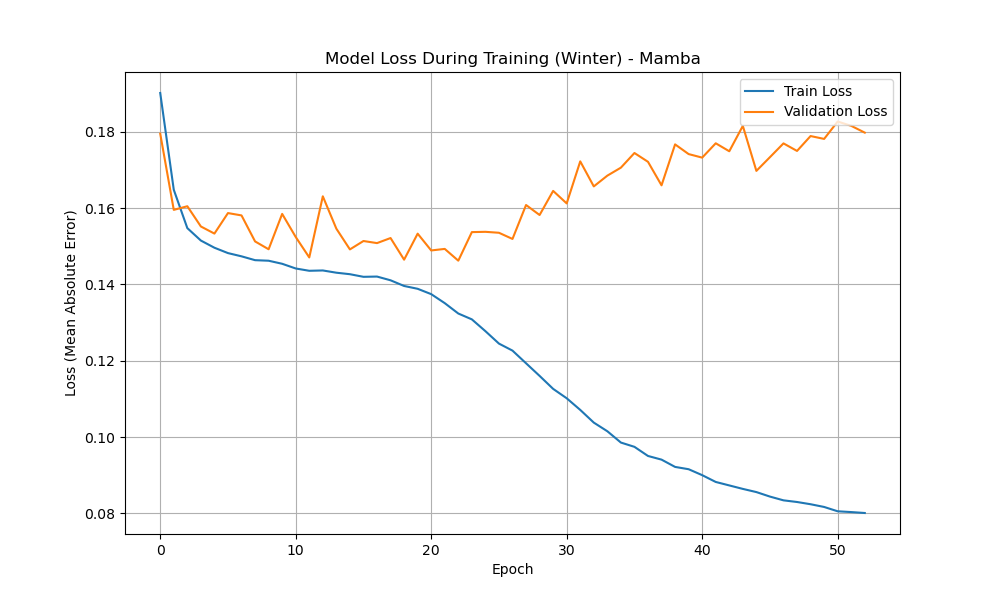 Model Loss During Training (Winter) - Mamba
Train Loss
Validation Loss
Loss (Mean Absolute Error)
0.18
0.16
0.14
0.12
0.10
0.08
0 10 20 30 40 50
Epoch